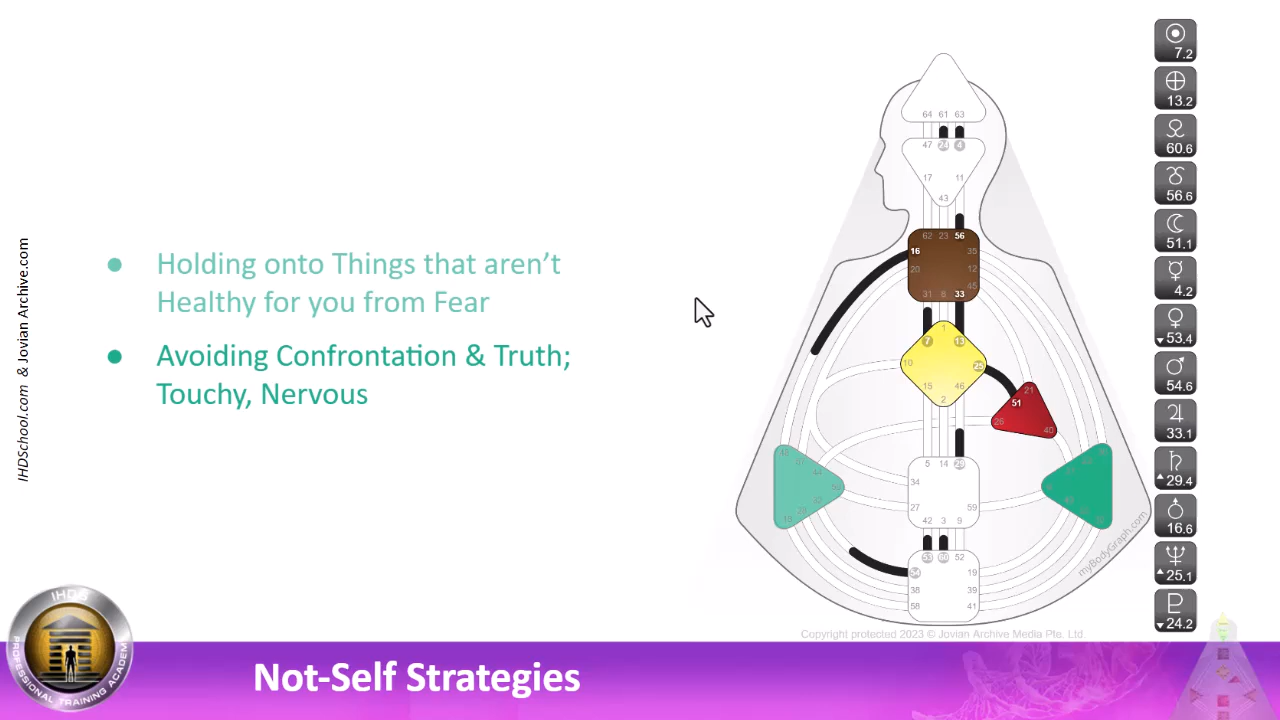 IHDSchool.com & Jovian Archive.com
● Holding onto Things that aren't
Healthy for you from Fear
● Avoiding Confrontation & Truth;
Touchy, Nervous
64 61 63
47 24 4
17 11
43
62 23 56
16 35
20 12
45
31 8 33
1
7 13
10 25
15 46
2
51 21
26 40
5 14 29
34
27 59
42 3 9
53 60 52
54 19
38 39
58 41
7.2
13.2
60.6
56.6
51.1
4.2
53.4
54.6
33.1
29.4
16.6
25.1
24.2
myBodyGraph.com
Copyright protected 2023 © Jovian Archive Media Pte. Ltd
IHDS
PROFESSIONAL TRAINING ACADEMY
Not-Self Strategies